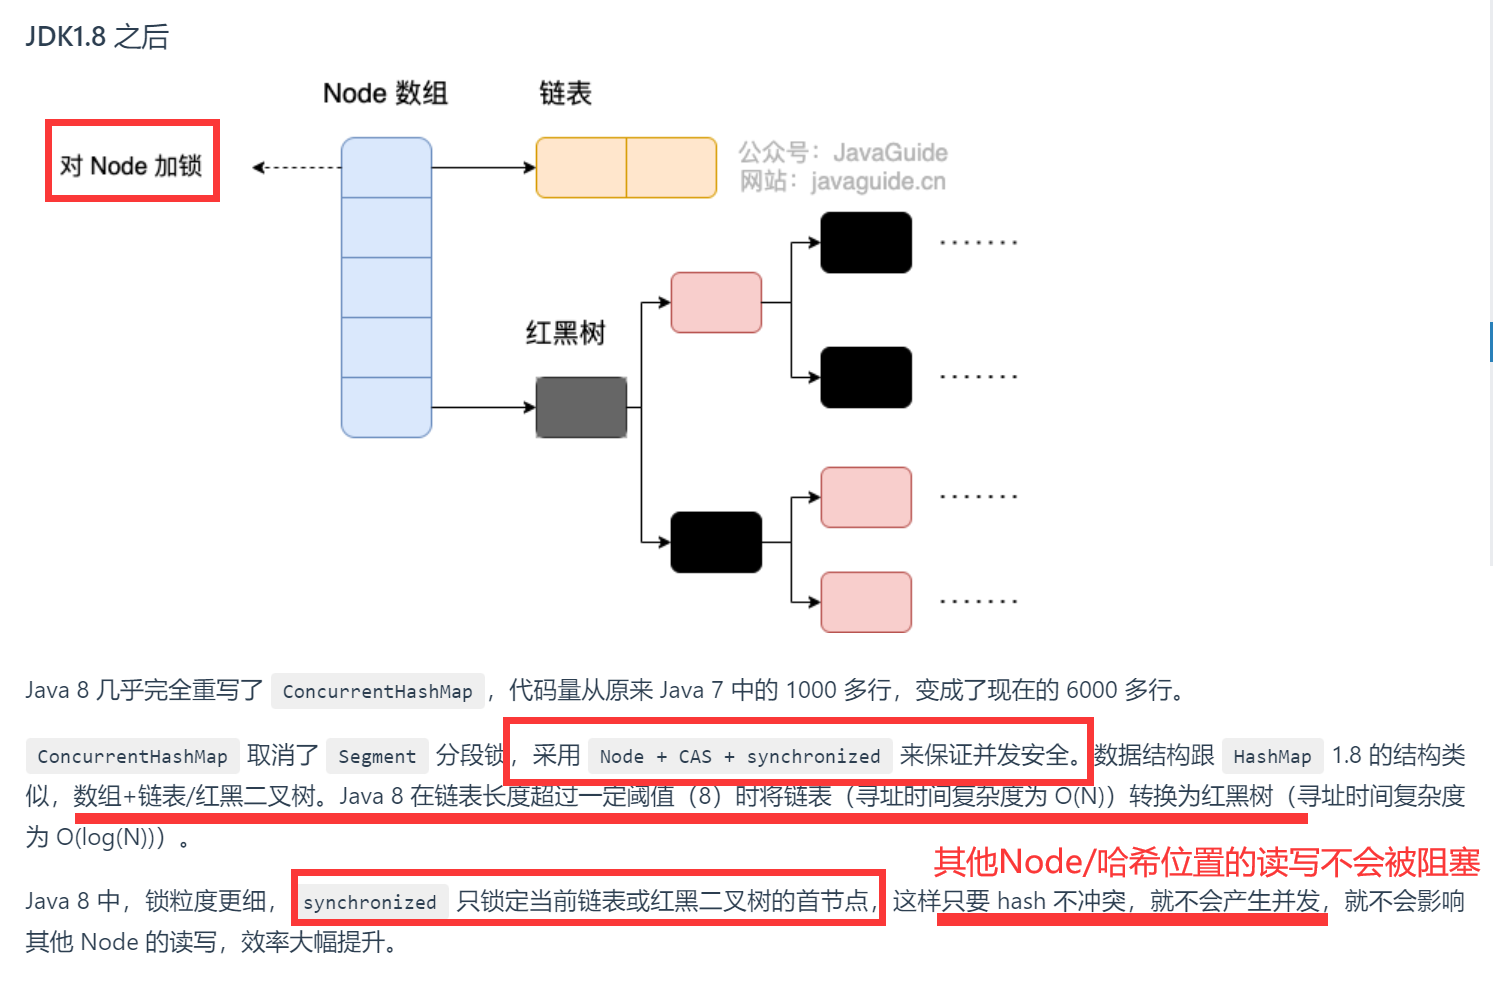 JDK1.8 之后
Node 数组
链表
对 Node 加锁
公众号：JavaGuide
网站：javaguide.cn
红黑树
Java 8 几乎完全重写了 ConcurrentHashMap，代码量从原来 Java 7 中的 1000 多行，变成了现在的 6000 多行。
ConcurrentHashMap 取消了 Segment 分段锁，采用 Node + CAS + synchronized 来保证并发安全。数据结构跟 HashMap 1.8 的结构类
似，数组+链表/红黑二叉树。Java 8 在链表长度超过一定阈值（8）时将链表（寻址时间复杂度为 O(N)）转换为红黑树（寻址时间复杂度
为 O(log(N))）。
其他Node/哈希位置的读写不会被阻塞
Java 8 中，锁粒度更细，synchronized 只锁定当前链表或红黑二叉树的首节点，这样只要 hash 不冲突，就不会产生并发，就不会影响
其他 Node 的读写，效率大幅提升。